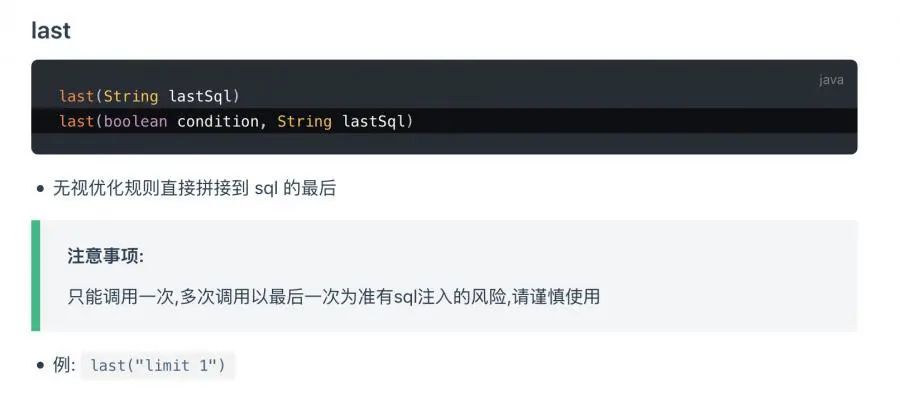 last
java
last(String lastSql)
last(boolean condition, String lastSql)
无视优化规则直接拼接到 sql 的最后
注意事项:
只能调用一次,多次调用以最后一次为准有sql注入的风险,请谨慎使用
例: last("limit 1")